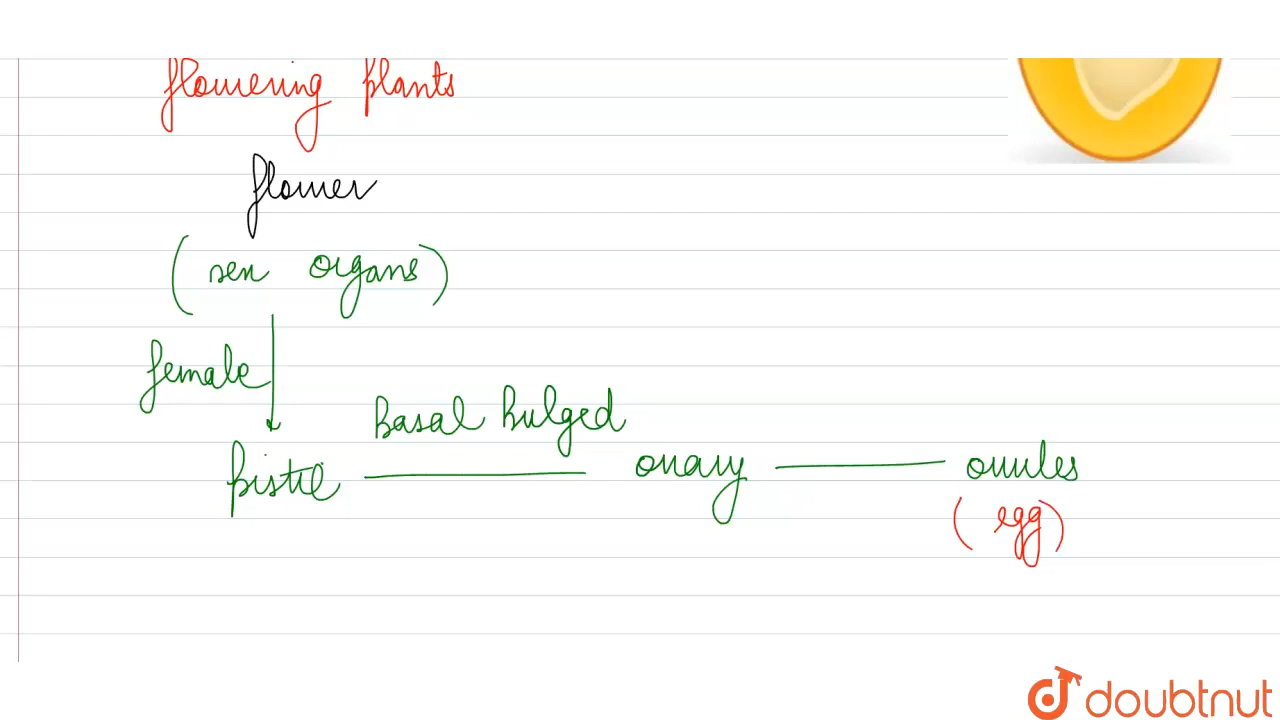 flowering plants
flower
(sex organs)
female
basal bulged
pistil ovary ovules
(egg)
doubtnut